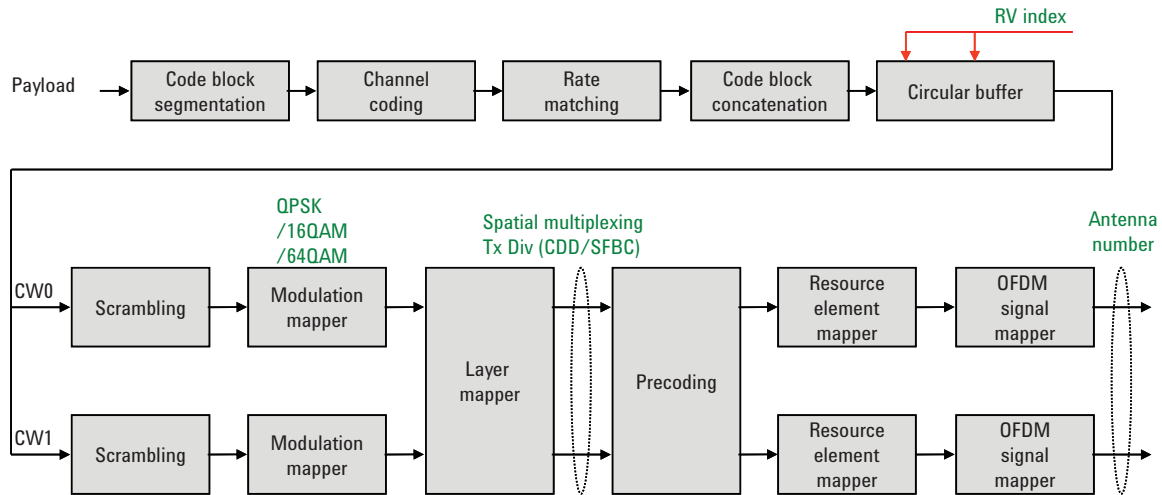 RV index
Payload
Code block
segmentation
Channel
coding
Rate
matching
Code block
concatenation
Circular buffer
QPSK
/16QAM
/64QAM
Spatial multiplexing
Tx Div (CDD/SFBC)
Antenna
number
CW0
Scrambling
Modulation
mapper
Layer
mapper
Precoding
Resource
element
mapper
OFDM
signal
mapper
CW1
Scrambling
Modulation
mapper
Resource
element
mapper
OFDM
signal
mapper